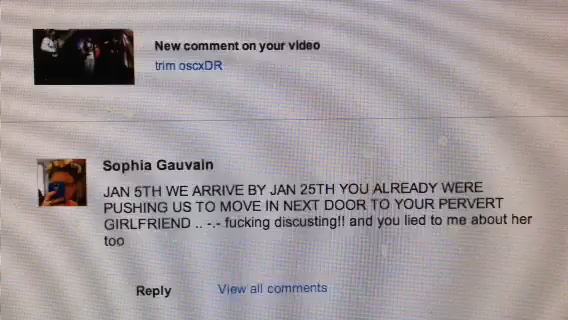 New comment on your video
trim oscxDR
Sophia Gauvain
JAN 5TH WE ARRIVE BY JAN 25TH YOU ALREADY WERE
PUSHING US TO MOVE IN NEXT DOOR TO YOUR PERVERT
GIRLFRIEND .. -.- fucking discusting!! and you lied to me about her
too
Reply
View all comments